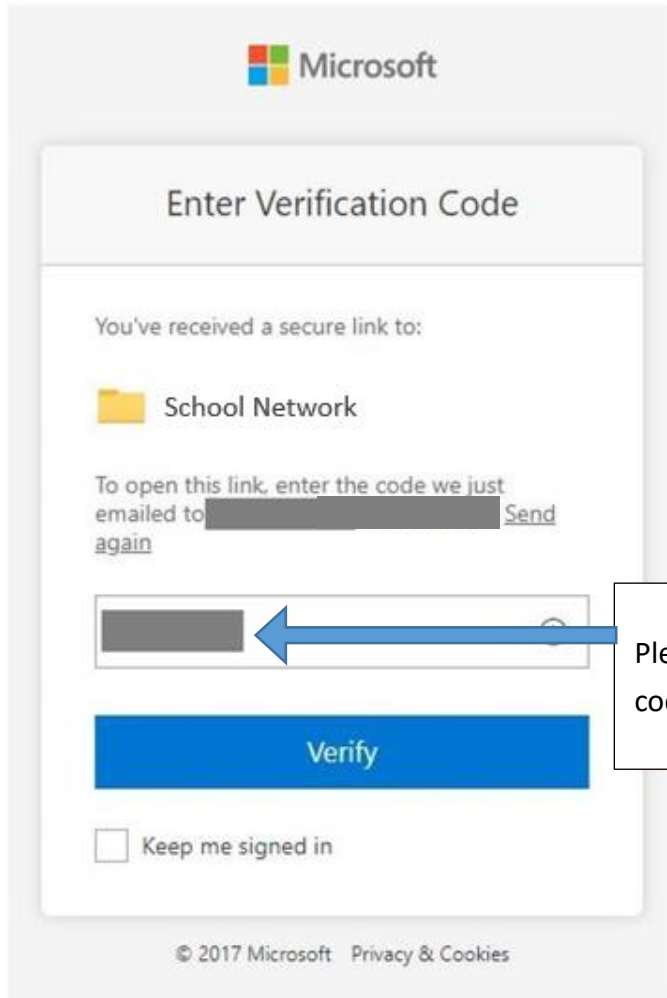 Microsoft
Enter Verification Code
You've received a secure link to:
School Network
To open this link, enter the code we just
emailed to Send
again
Verify
Keep me signed in
© 2017 Microsoft Privacy & Cookies